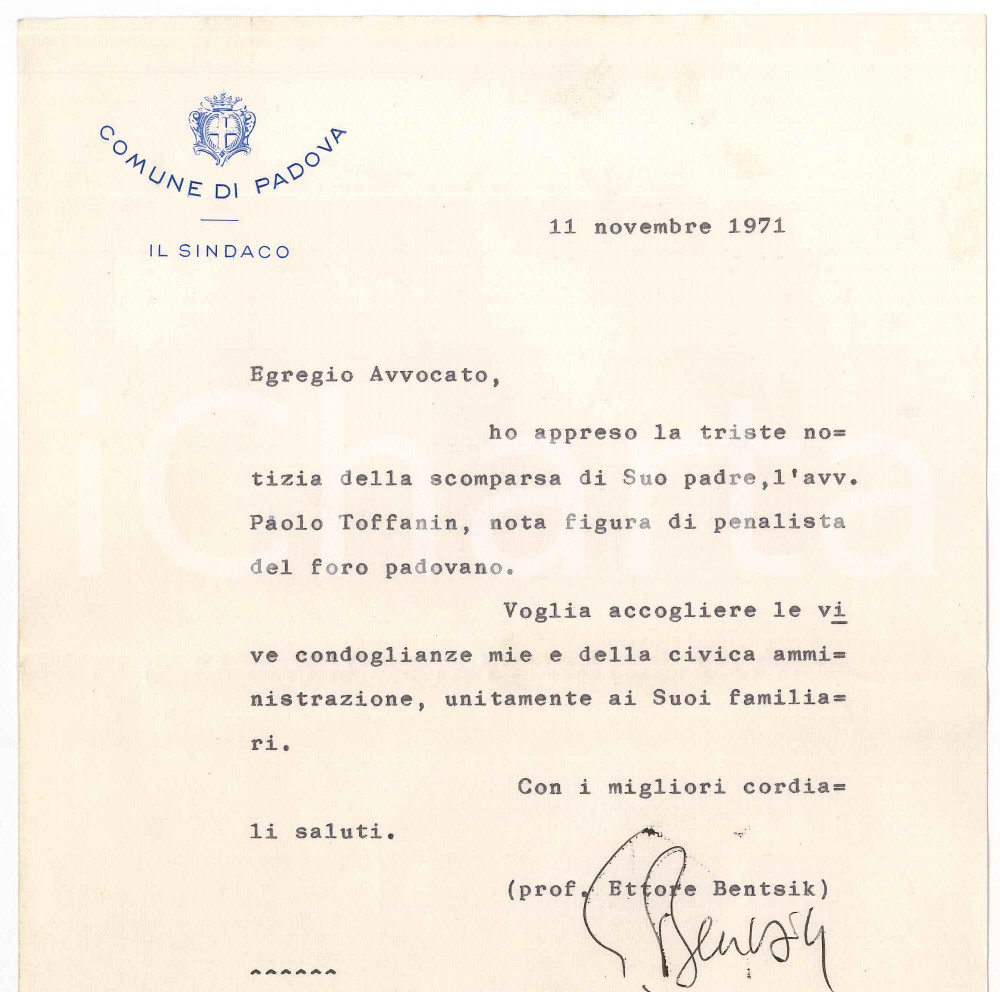 COMUNE DI PADOVA
IL SINDACO
11 novembre 1971
Egregio Avvocato,
ho appreso la triste no=
tizia della scomparsa di Suo padre,l'avv.
Paolo Toffanin, nota figura di penalista
del foro padovano.
Voglia accogliere le vi
ve condoglianze mie e della civica ammi=
nistrazione, unitamente ai Suoi familia=
ri.
Con i migliori cordia=
li saluti.
(prof. Ettore Bentsik)
E Bentsik
^^^^^^
iCharta